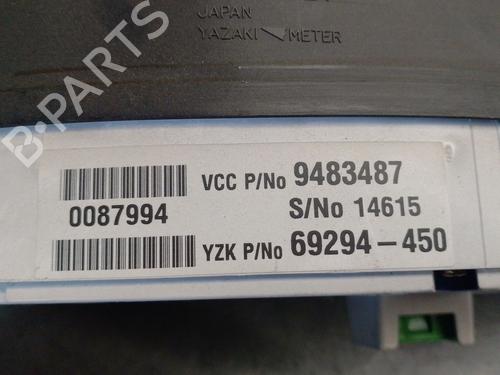 JAPAN
YAZAKI METER
B-PARTS
VCC P/No 9483487
0087994
S/No 14615
YZK P/No 69294-450